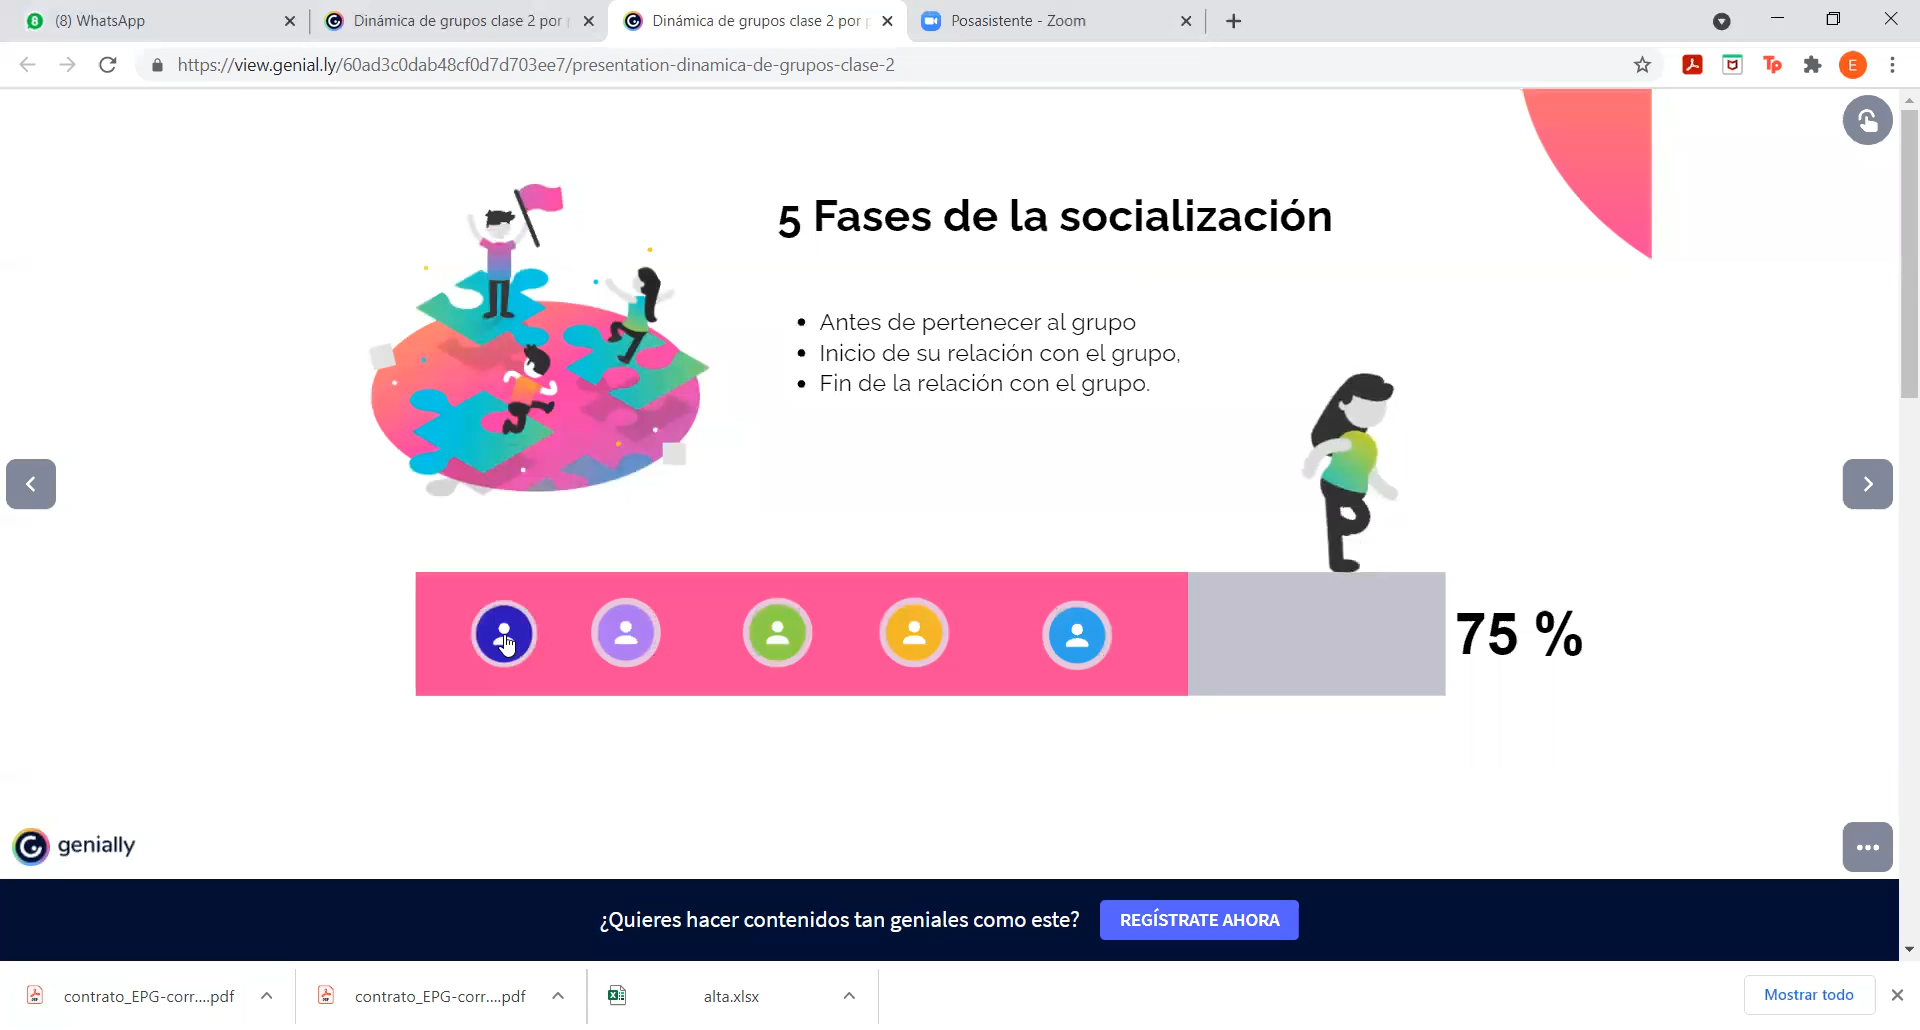 (8) WhatsApp
Dinámica de grupos clase 2 por
Dinámica de grupos clase 2 por
Posasistente - Zoom
https://view.genial.ly/60ad3c0dab48cf0d7d703ee7/presentation-dinamica-de-grupos-clase-2
Tp
E
5 Fases de la socialización
• Antes de pertenecer al grupo
• Inicio de su relación con el grupo,
• Fin de la relación con el grupo.
75 %
genially
¿Quieres hacer contenidos tan geniales como este?
REGÍSTRATE AHORA
contrato_EPG-corr....pdf
contrato_EPG-corr....pdf
alta.xlsx
Mostrar todo